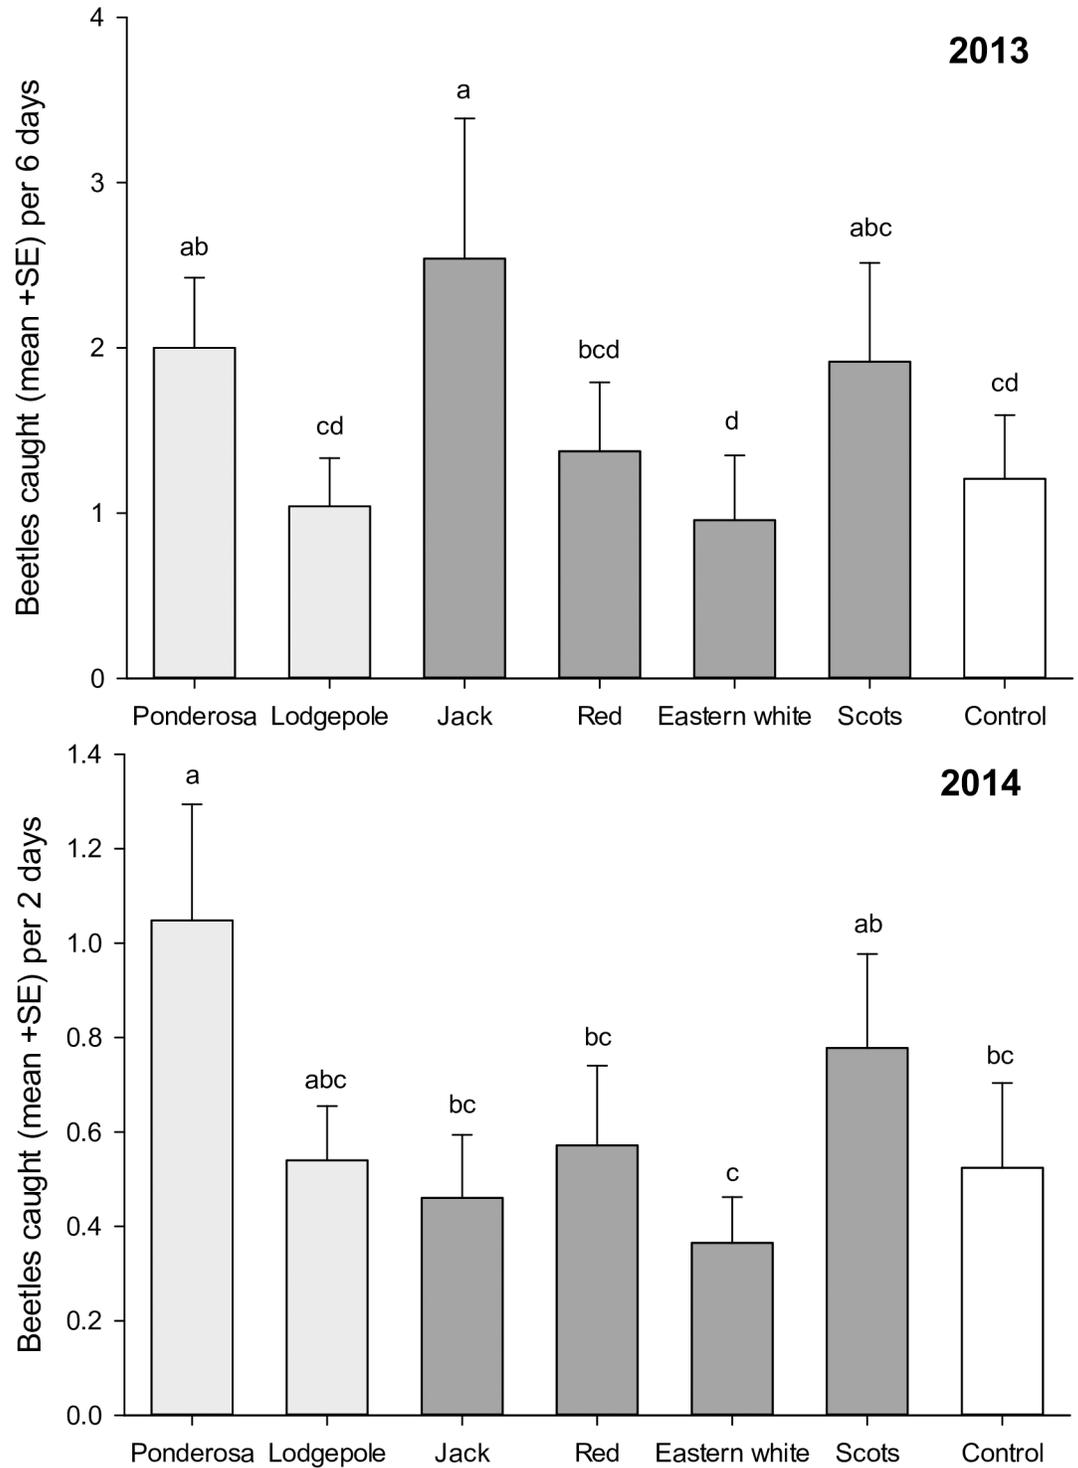 2013
Beetles caught (mean +SE) per 6 days
4
3
2
1
0
ab
cd
a
bcd
d
abc
cd
Ponderosa Lodgepole Jack Red Eastern white Scots Control
2014
Beetles caught (mean +SE) per 2 days
1.4
1.2
1.0
0.8
0.6
0.4
0.2
0.0
a
abc
bc
bc
c
ab
bc
Ponderosa Lodgepole Jack Red Eastern white Scots Control